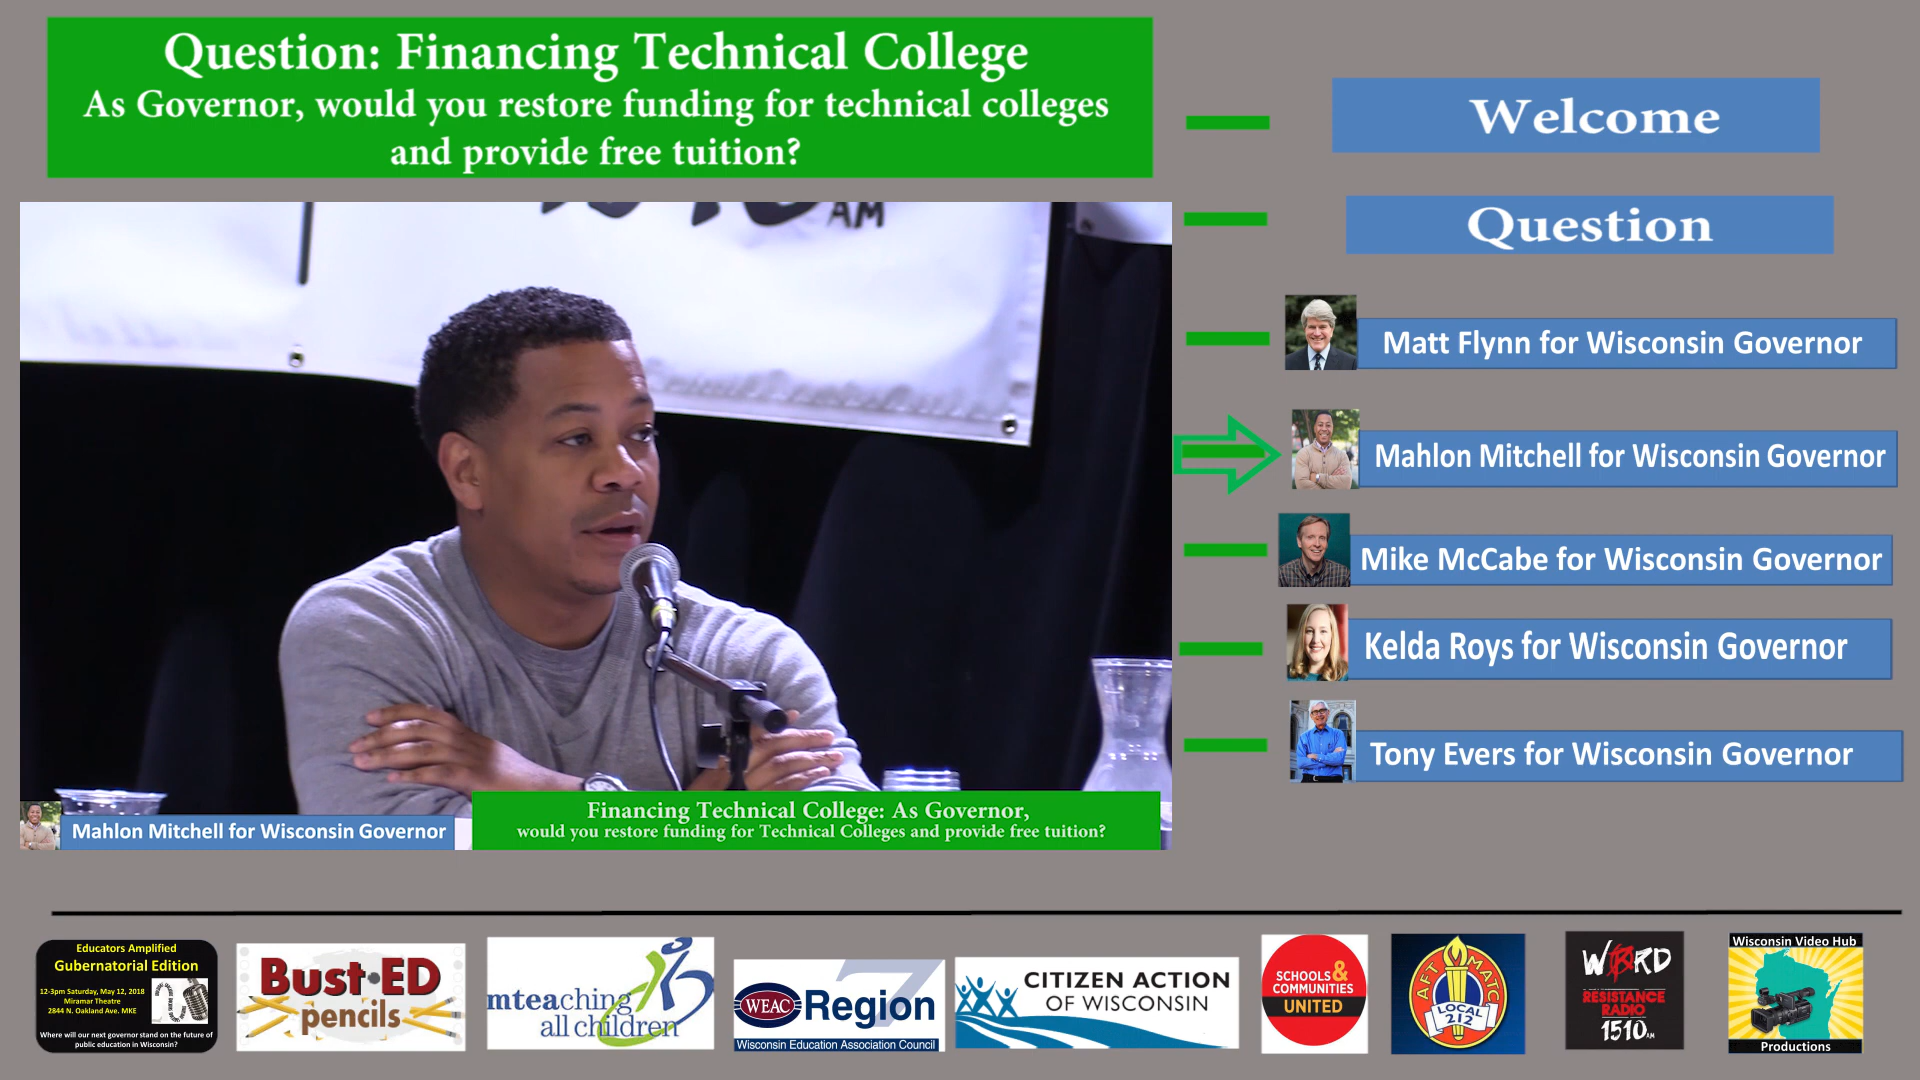 Question: Financing Technical College
As Governor, would you restore funding for technical colleges
and provide free tuition?
Welcome
Question
Matt Flynn for Wisconsin Governor
Mahlon Mitchell for Wisconsin Governor
Mike McCabe for Wisconsin Governor
Kelda Roys for Wisconsin Governor
Tony Evers for Wisconsin Governor
AM
Mahlon Mitchell for Wisconsin Governor
Financing Technical College: As Governor,
would you restore funding for Technical Colleges and provide free tuition?
Educators Amplified
Gubernatorial Edition
12-3pm Saturday, May 12, 2018
Miramar Theatre
2844 N. Oakland Ave. MKE
Where will our next governor stand on the future of
public education in Wisconsin?
Bust•ED
pencils
mteaching
all children
7
WEAC Region
Wisconsin Education Association Council
CITIZEN ACTION
OF WISCONSIN
SCHOOLS &
COMMUNITIES
UNITED
AFT MATC
LOCAL
212
WRD
RESISTANCE
RADIO
1510 AM
Wisconsin Video Hub
Productions